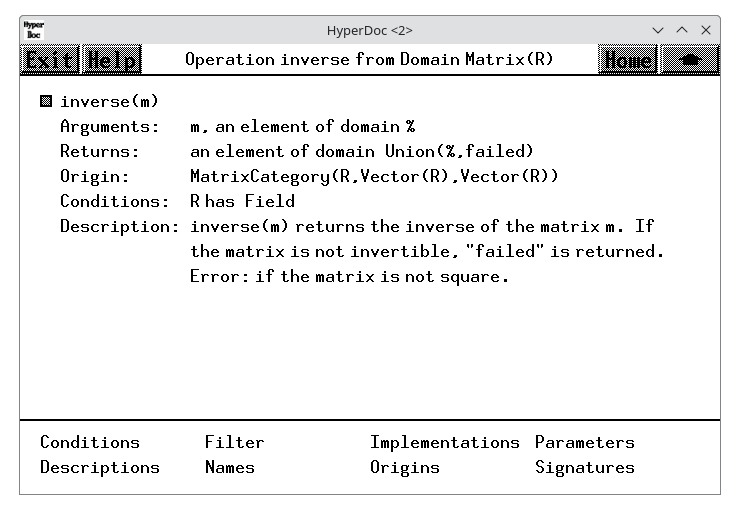 Hyper Doc
HyperDoc <2>
Exit Help Operation inverse from Domain Matrix(R) Home
inverse(m)
Arguments: m, an element of domain %
Returns: an element of domain Union(%,failed)
Origin: MatrixCategory(R,Vector(R),Vector(R))
Conditions: R has Field
Description: inverse(m) returns the inverse of the matrix m. If
the matrix is not invertible, "failed" is returned.
Error: if the matrix is not square.
Conditions Filter Implementations Parameters
Descriptions Names Origins Signatures